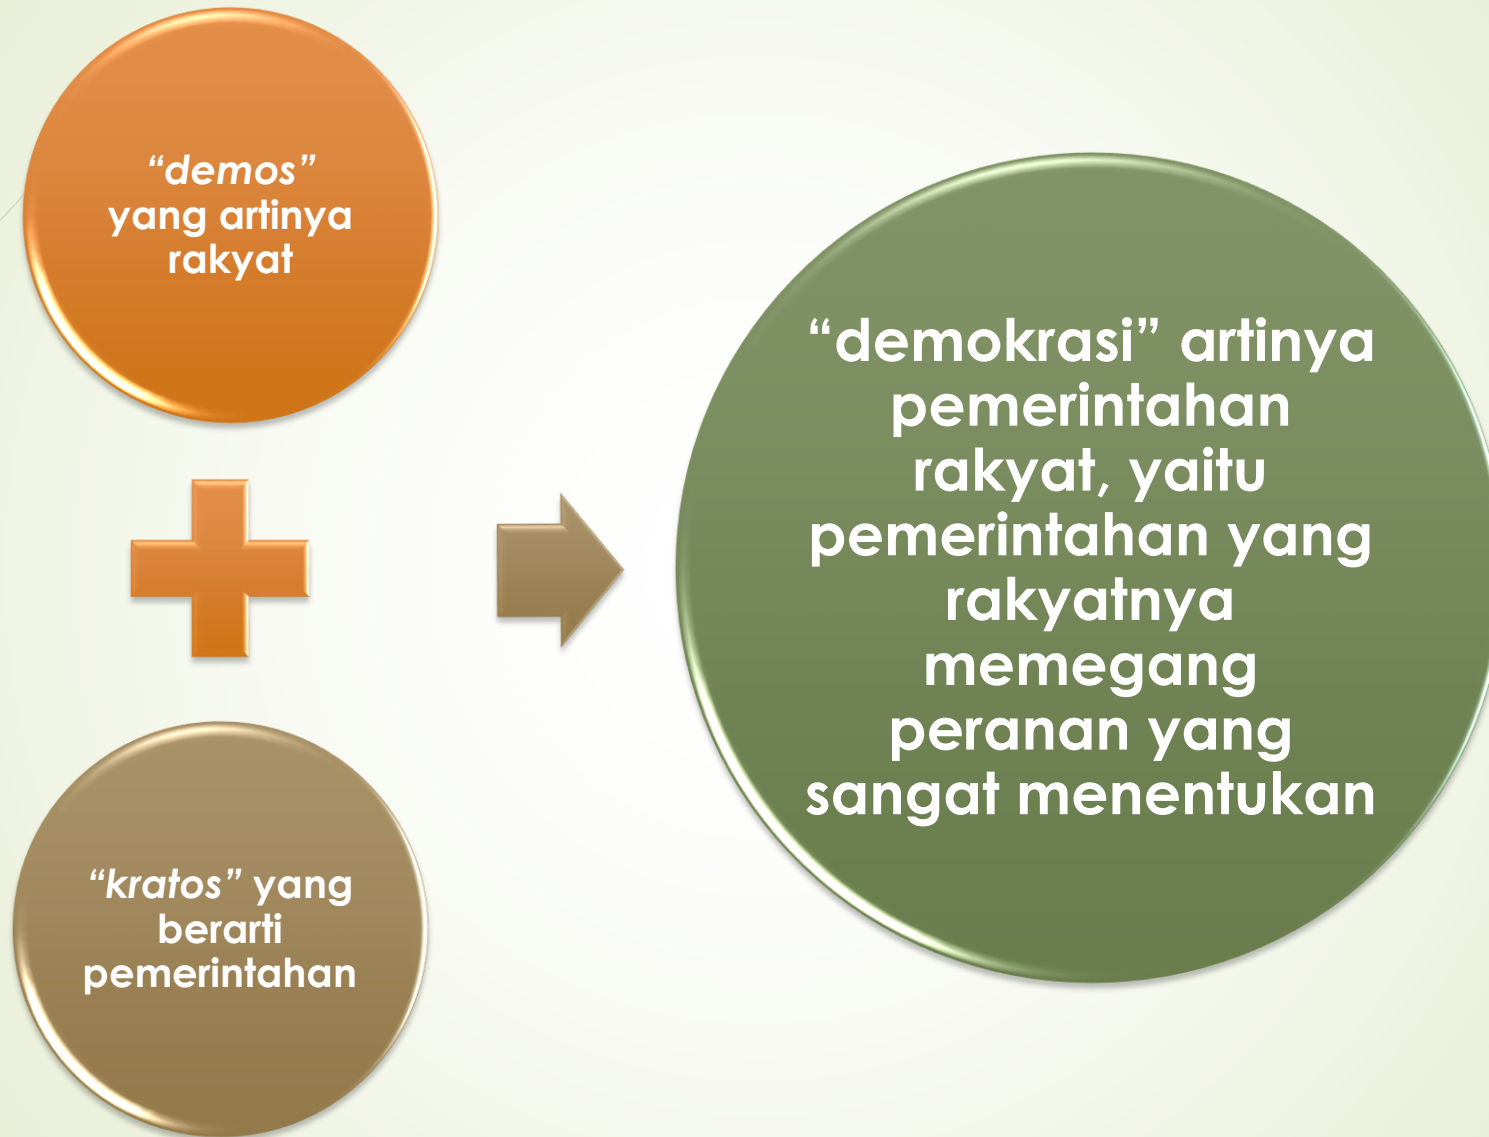 “demos”
yang artinya
rakyat
“kratos” yang
berarti
pemerintahan
“demokrasi” artinya
pemerintahan
rakyat, yaitu
pemerintahan yang
rakyatnya
memegang
peranan yang
sangat menentukan